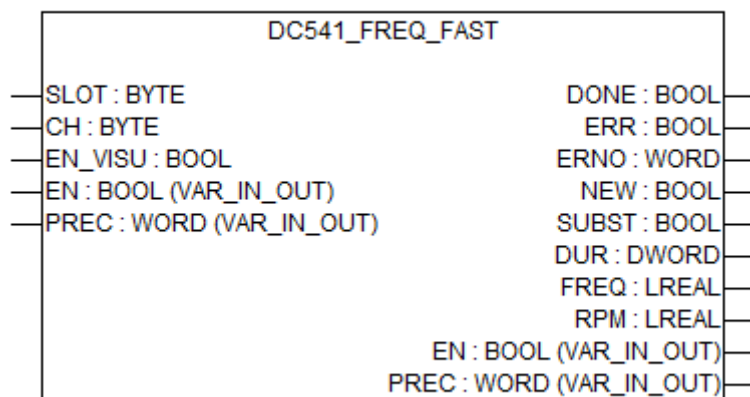 DC541_FREQ_FAST
SLOT : BYTE
DONE : BOOL
CH : BYTE
ERR : BOOL
EN_VISU : BOOL
ERNO : WORD
EN : BOOL (VAR_IN_OUT)
NEW : BOOL
PREC : WORD (VAR_IN_OUT)
SUBST : BOOL
DUR : DWORD
FREQ : LREAL
RPM : LREAL
EN : BOOL (VAR_IN_OUT)
PREC : WORD (VAR_IN_OUT)